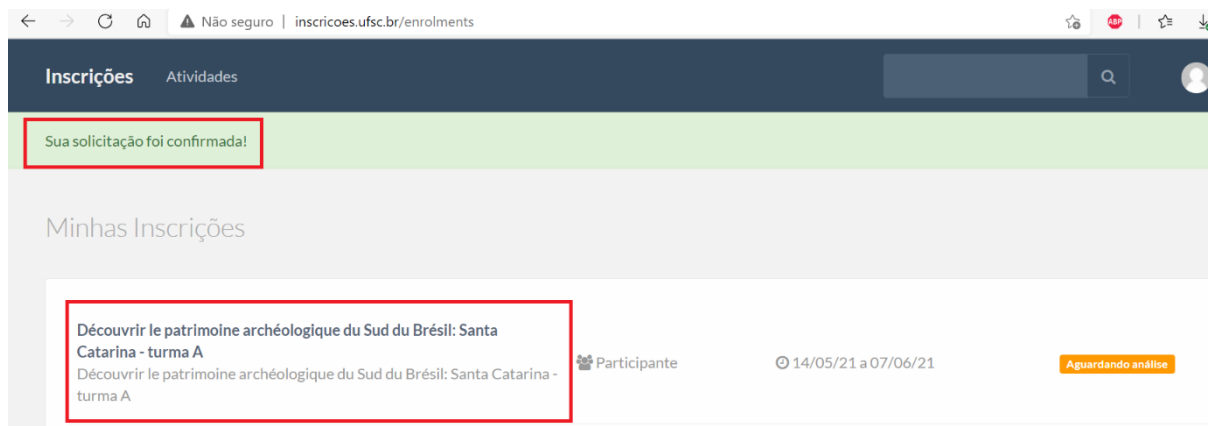 Não seguro | inscricoes.ufsc.br/enrolments
ABP
Inscrições Atividades
Sua solicitação foi confirmada!
Minhas Inscrições
Découvrir le patrimoine archéologique du Sud du Brésil: Santa
Catarina - turma A
Découvrir le patrimoine archéologique du Sud du Brésil: Santa Catarina -
turma A
Participante
14/05/21 a 07/06/21
Aguardando análise